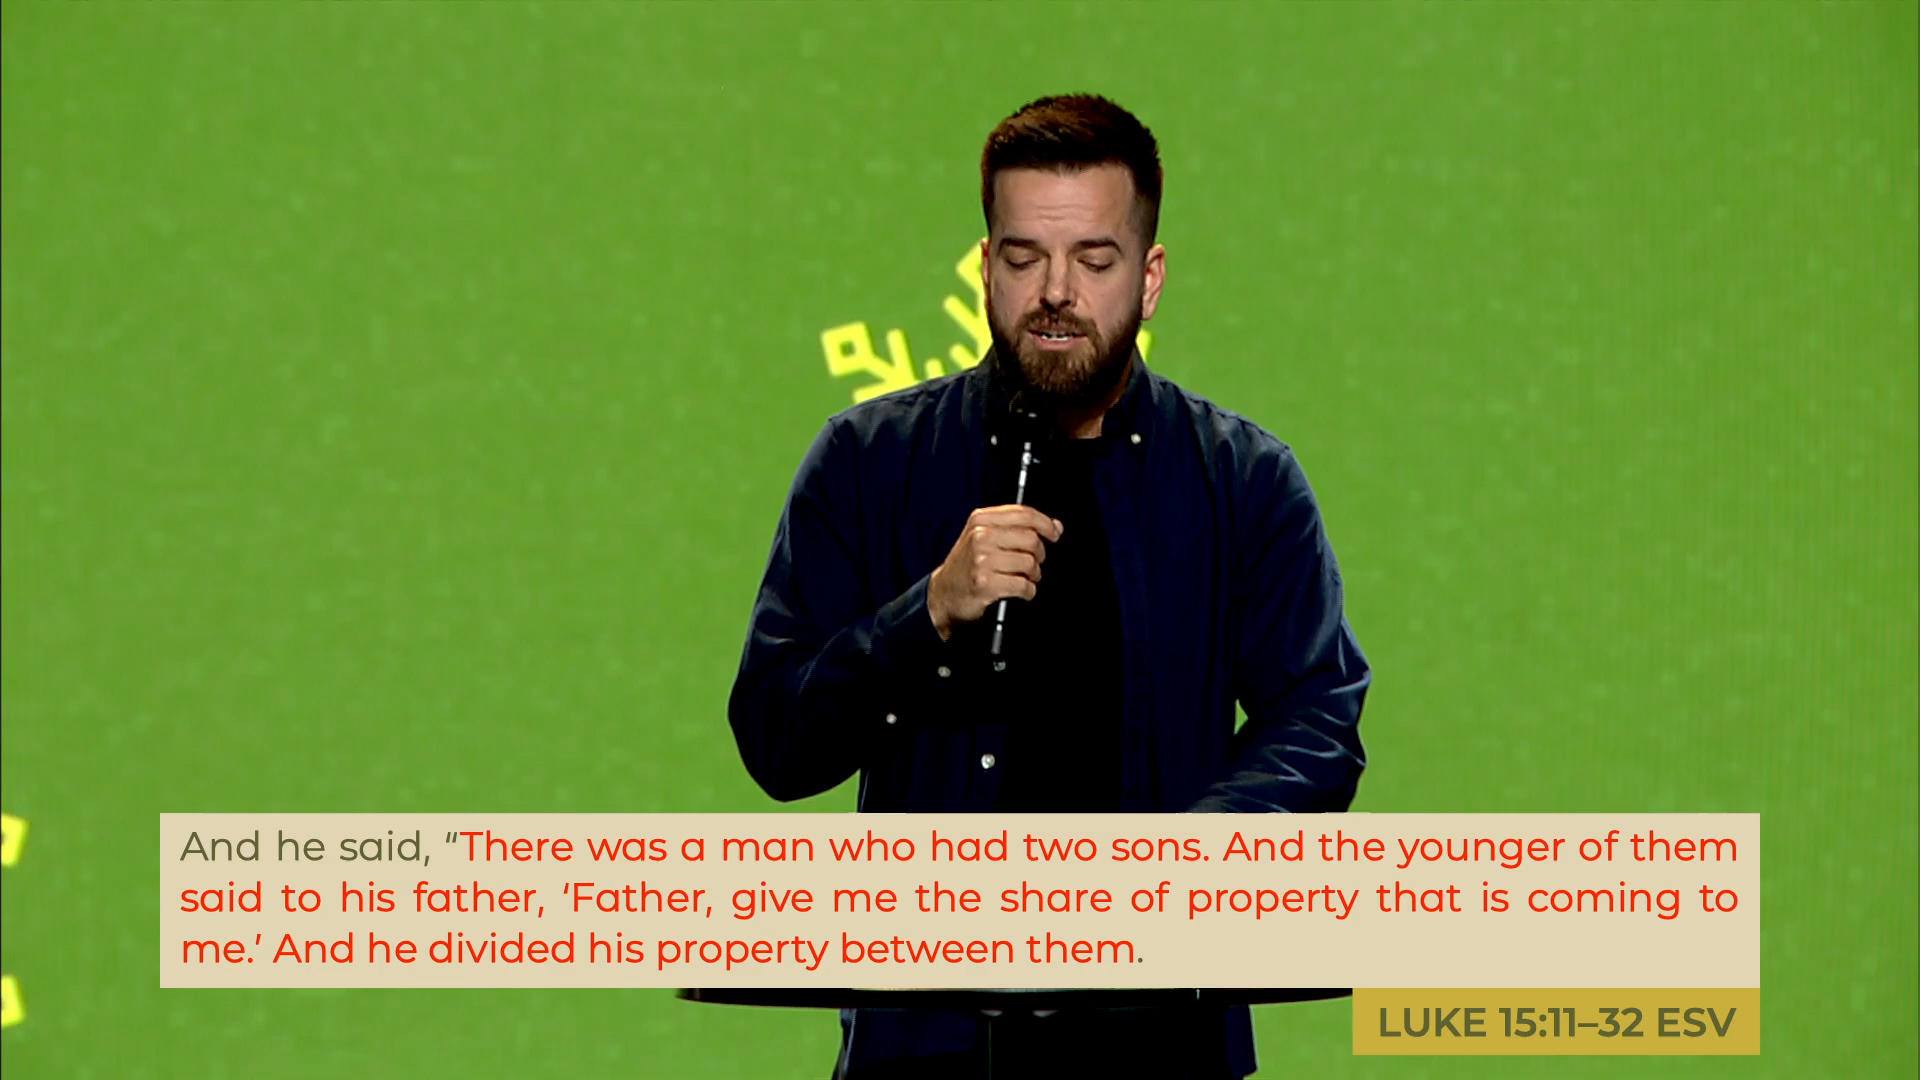 And he said, “There was a man who had two sons. And the younger of them
said to his father, ‘Father, give me the share of property that is coming to
me.’ And he divided his property between them.
LUKE 15:11–32 ESV